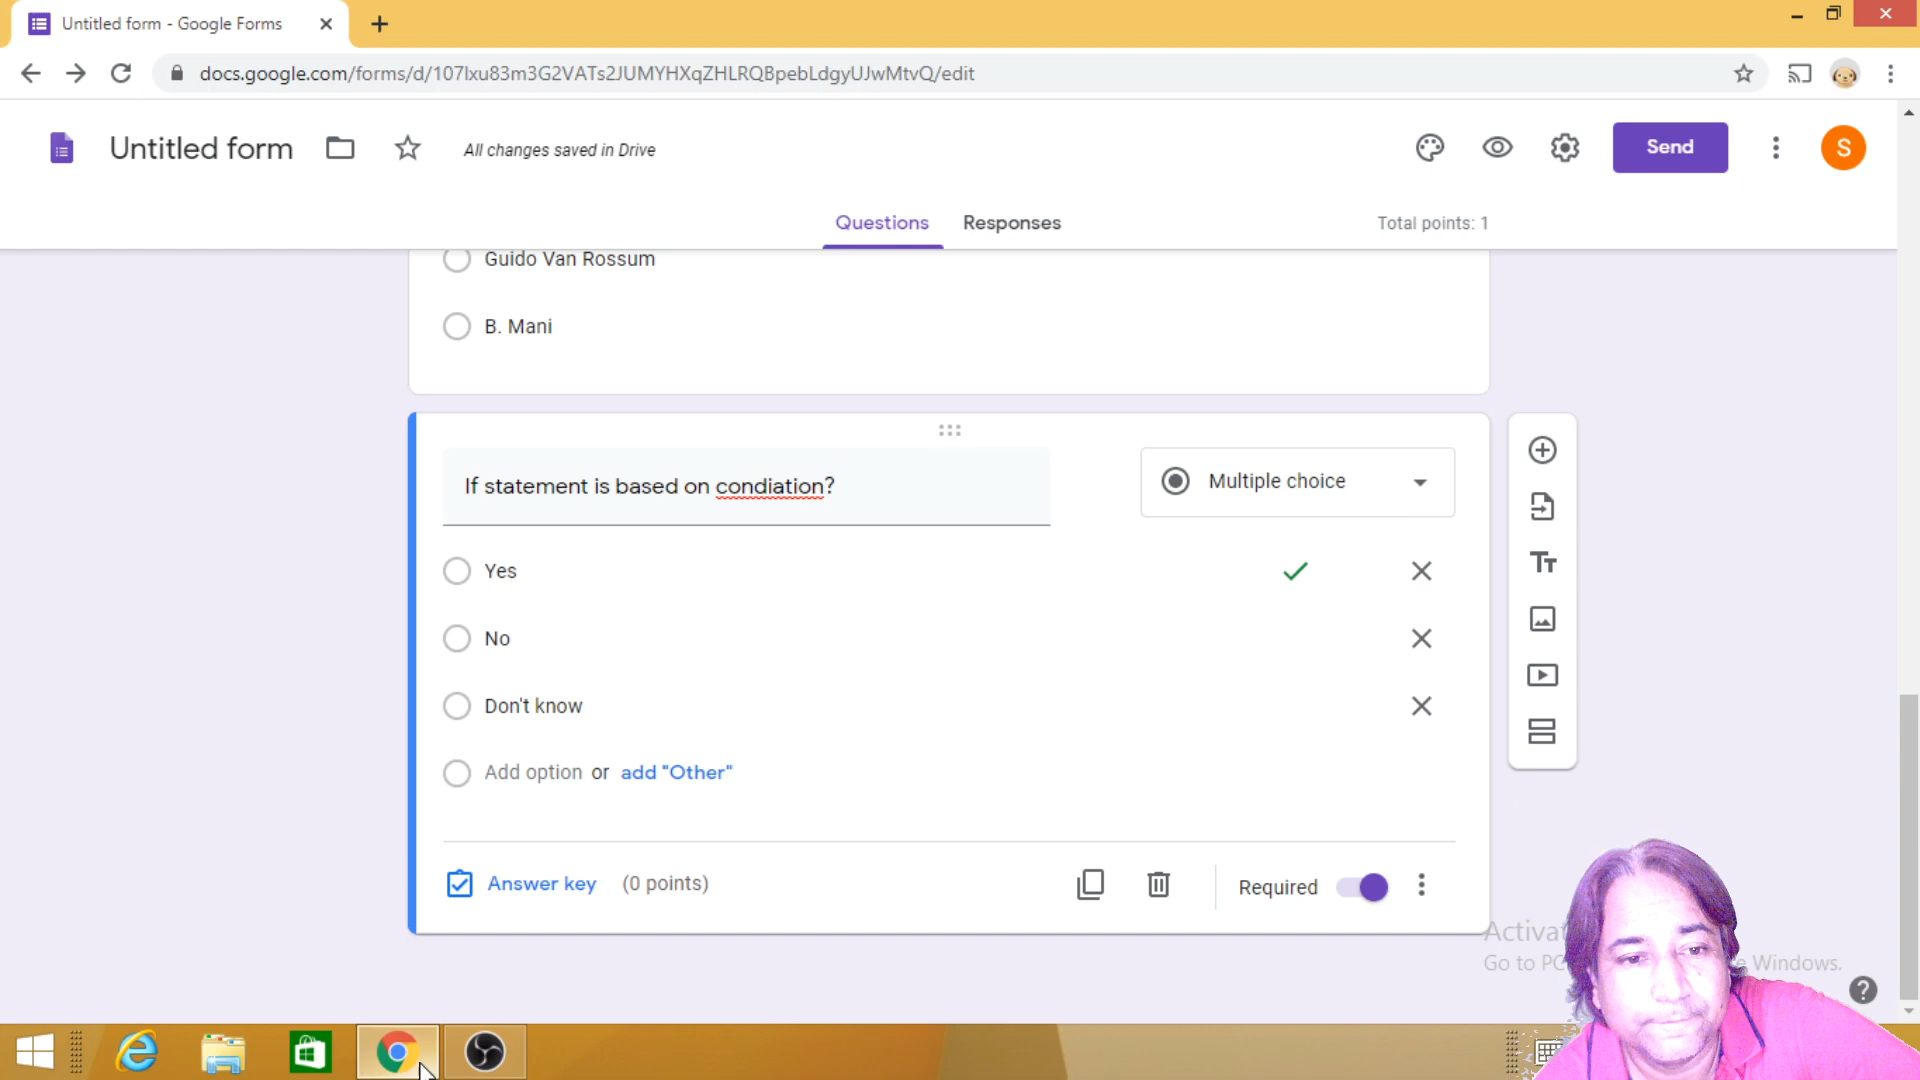 Untitled form - Google Forms
docs.google.com/forms/d/107lxu83m3G2VATs2JUMYHXqZHLRQBpebLdgyUJwMtvQ/edit
Untitled form
All changes saved in Drive
Send
S
Questions
Responses
Total points: 1
Guido Van Rossum
B. Mani
If statement is based on condiation?
Multiple choice
Yes
No
Don't know
Add option or add "Other"
Answer key (0 points)
Required
Activat
Go to PC
Windows.